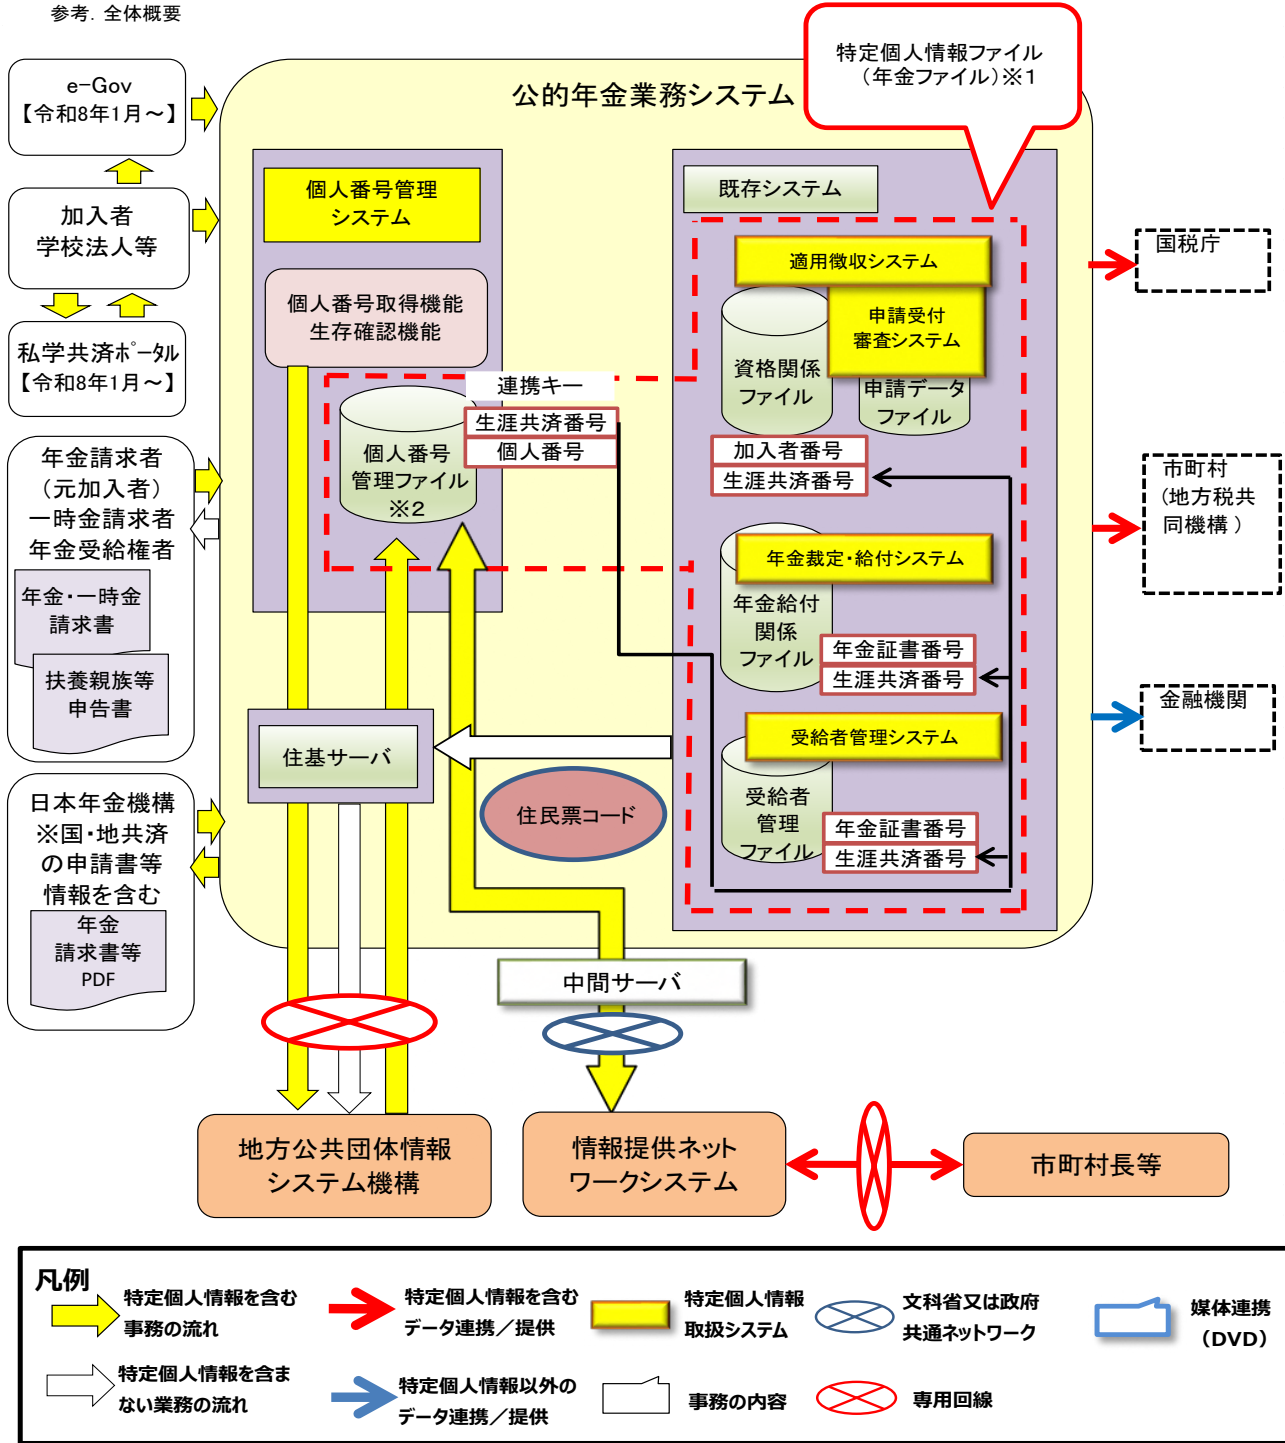 参考．全体概要
特定個人情報ファイル
（年金ファイル）※1
e-Gov
【令和8年1月～】
公的年金業務システム
加入者
学校法人等
私学共済ポータル
【令和8年1月～】
年金請求者
（元加入者）
一時金請求者
年金受給権者
年金・一時金
請求書
扶養親族等
申告書
日本年金機構
※国・地共済
の申請書等
情報を含む
年金
請求書等
PDF
個人番号管理
システム
個人番号取得機能
生存確認機能
連携キー
生涯共済番号
個人番号
個人番号
管理ファイル
※2
住基サーバ
住民票コード
既存システム
適用徴収システム
申請受付
審査システム
資格関係
ファイル
申請データ
ファイル
加入者番号
生涯共済番号
年金裁定・給付システム
年金給付
関係
ファイル
年金証書番号
生涯共済番号
受給者管理システム
受給者
管理
ファイル
年金証書番号
生涯共済番号
国税庁
市町村
（地方税共
同機構）
金融機関
中間サーバ
地方公共団体情報
システム機構
情報提供ネット
ワークシステム
市町村長等
凡例
特定個人情報を含む
事務の流れ
特定個人情報を含む
データ連携／提供
特定個人情報
取扱システム
文科省又は政府
共通ネットワーク
媒体連携
（DVD）
特定個人情報を含ま
ない業務の流れ
特定個人情報以外の
データ連携／提供
事務の内容
専用回線